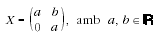 X = (a b
0 a), amb a, b ∈ ℝ